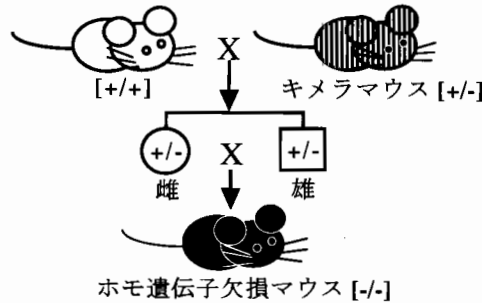 X
[+/+] キメラマウス [+/-]
+/- X +/-
雌 雄
ホモ遺伝子欠損マウス [-/-]